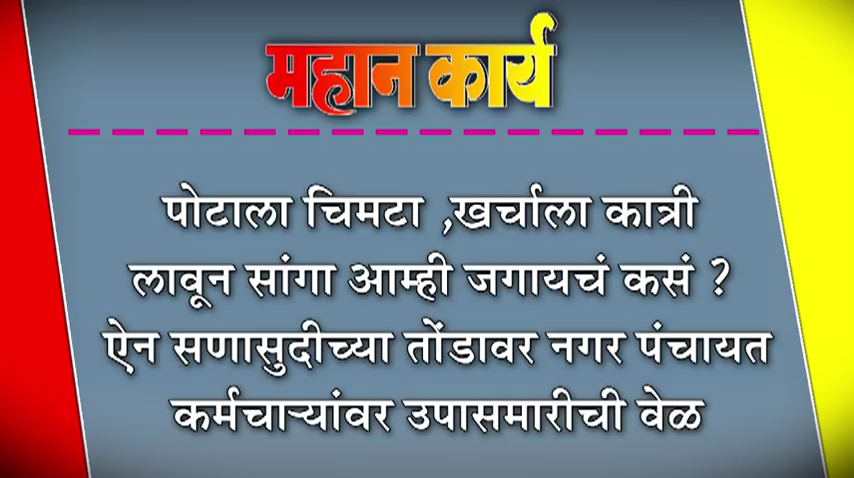 महान कार्य
पोटाला चिमटा ,खर्चाला कात्री
लावून सांगा आम्ही जगायचं कसं ?
ऐन सणासुदीच्या तोंडावर नगर पंचायत
कर्मचाऱ्यांवर उपासमारीची वेळ